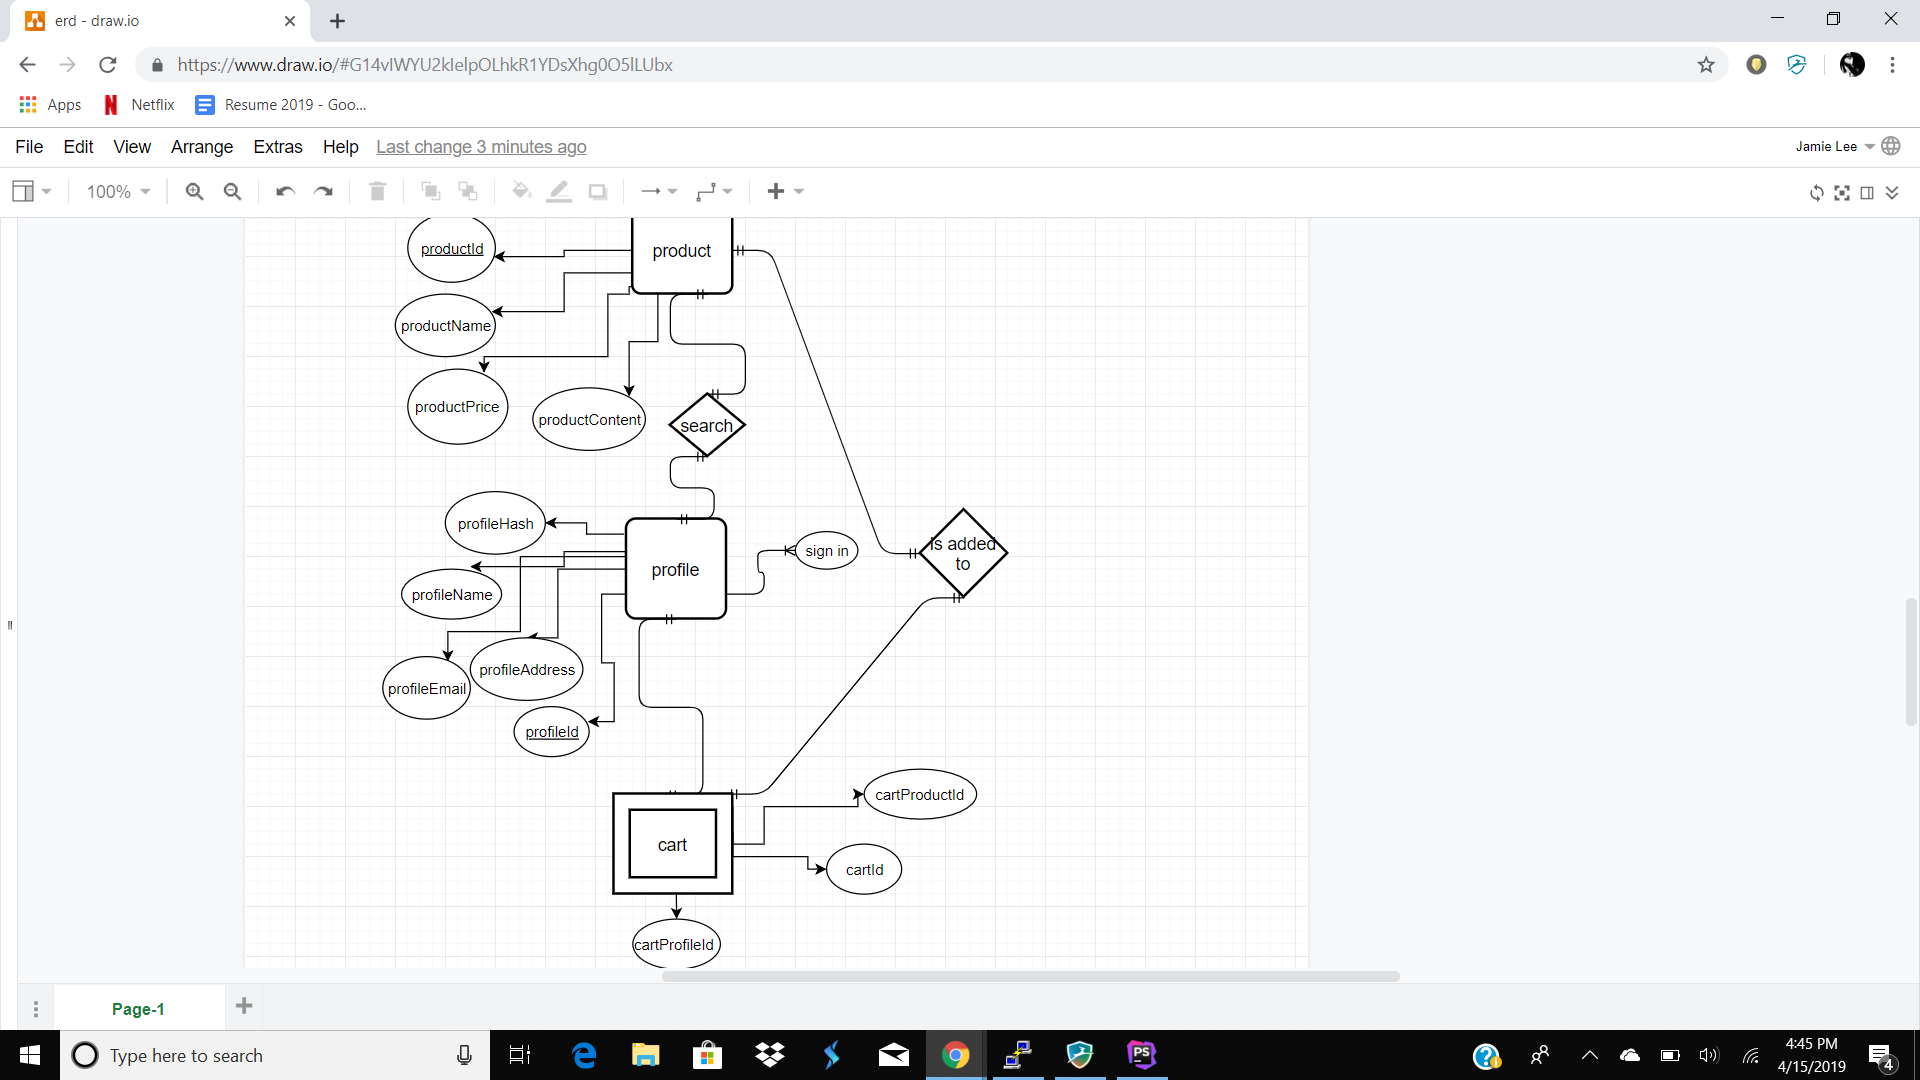 erd - draw.io
https://www.draw.io/#G14vIWYU2kIelpOLhkR1YDsXhg0O5lLUbx
Apps
Netflix
Resume 2019 - Goo...
File Edit View Arrange Extras Help Last change 3 minutes ago
Jamie Lee
100%
productId
product
productName
productPrice
productContent
search
profileHash
is added
to
sign in
profile
profileName
profileAddress
profileEmail
profileId
cartProductId
cart
cartId
cartProfileId
Page-1
Type here to search
PS
4:45 PM
4/15/2019
4